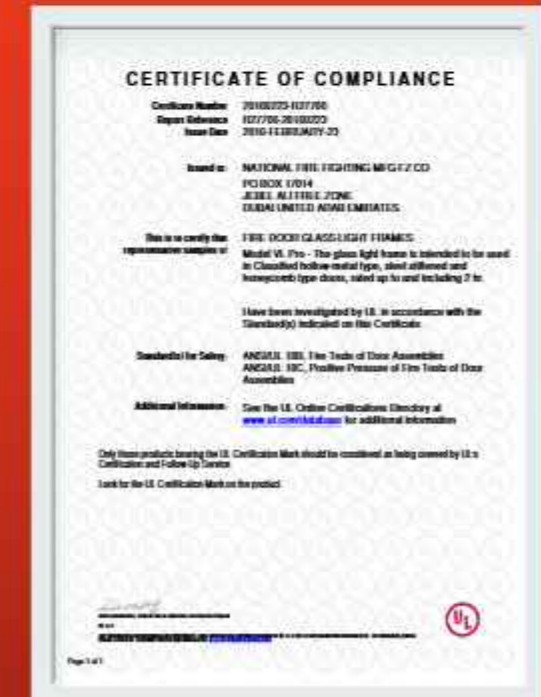 CERTIFICATE OF COMPLIANCE
Certificate Number 20160223-R27706
Report Reference R27706-20160223
Issue Date 2016-FEBRUARY-23
Issued to: NATIONAL FIRE FIGHTING MFG FZ CO
PO BOX 17014
JEBEL ALI FREE ZONE
DUBAI UNITED ARAB EMIRATES
This is to certify that FIRE DOOR GLASS LIGHT FRAMES
representative samples of Model VL Pro - The glass light frame is intended to be used
in Classified hollow-metal type, steel stiffened and
honeycomb type doors, rated up to and including 2 hr.
Have been investigated by UL in accordance with the
Standard(s) indicated on this Certificate.
Standard(s) for Safety: ANSI/UL 10B, Fire Tests of Door Assemblies
ANSI/UL 10C, Positive Pressure of Fire Tests of Door
Assemblies
Additional Information: See the UL Online Certifications Directory at
www.ul.com/database for additional information
Only those products bearing the UL Certification Mark should be considered as being covered by UL's
Certification and Follow-Up Service.
Look for the UL Certification Mark on the product.
UL
Page 1 of 1